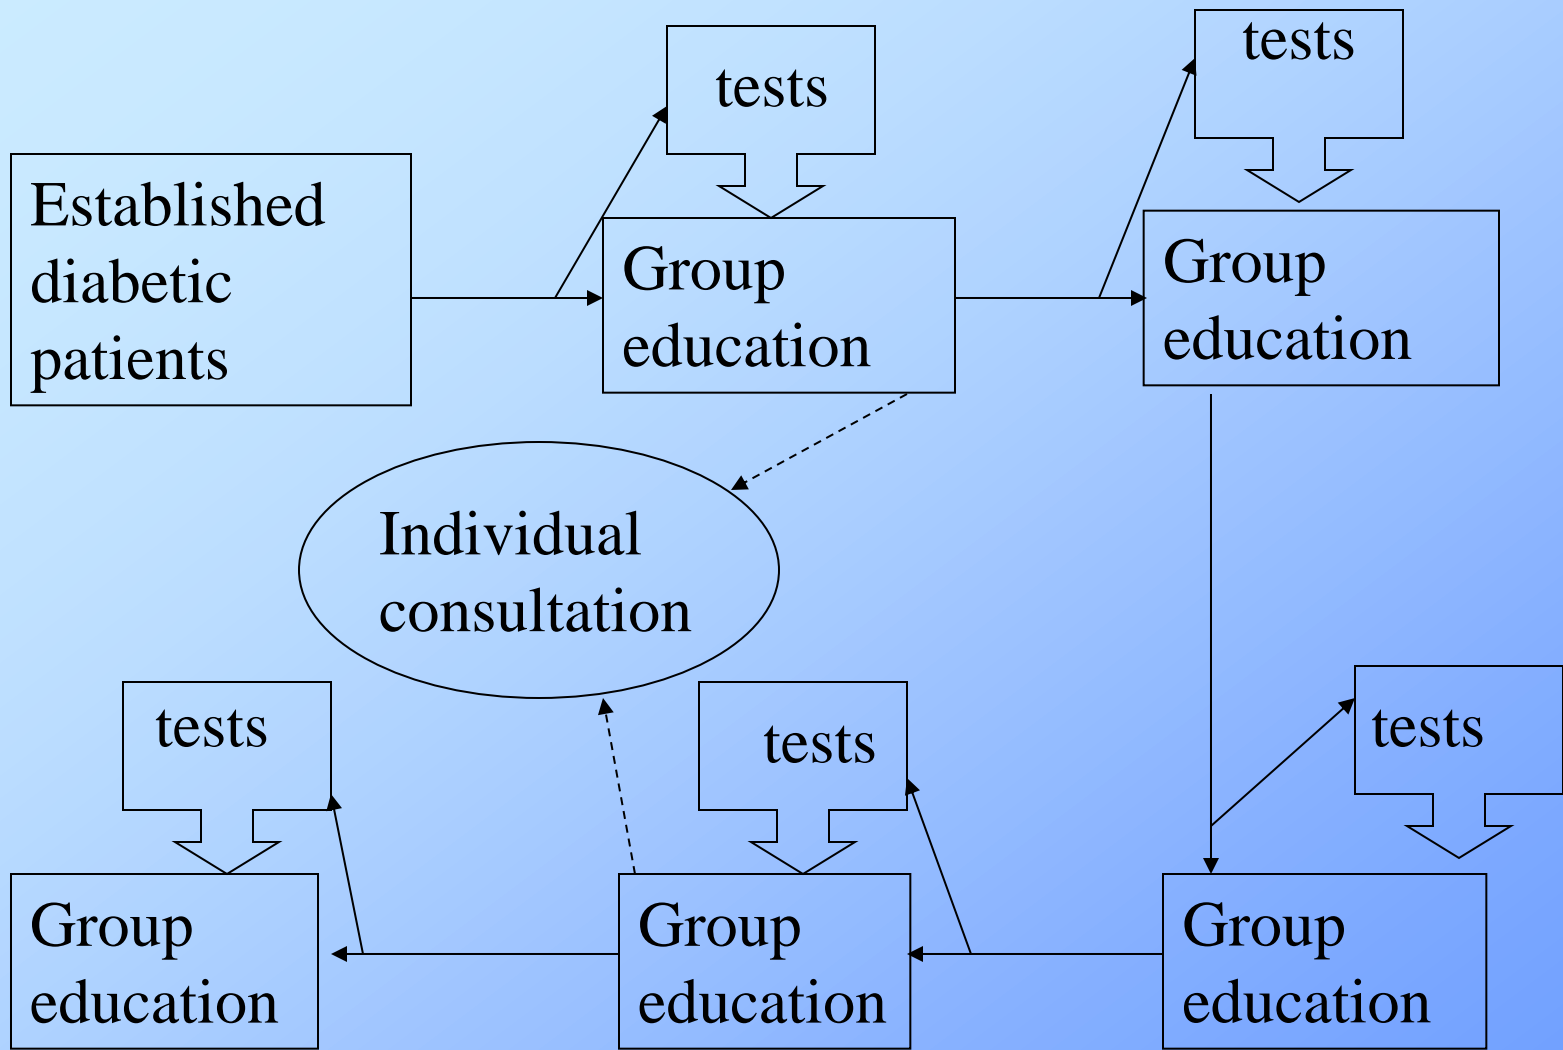 tests
tests
Established
diabetic
patients
Group
education
Group
education
Individual
consultation
tests
tests
tests
Group
education
Group
education
Group
education